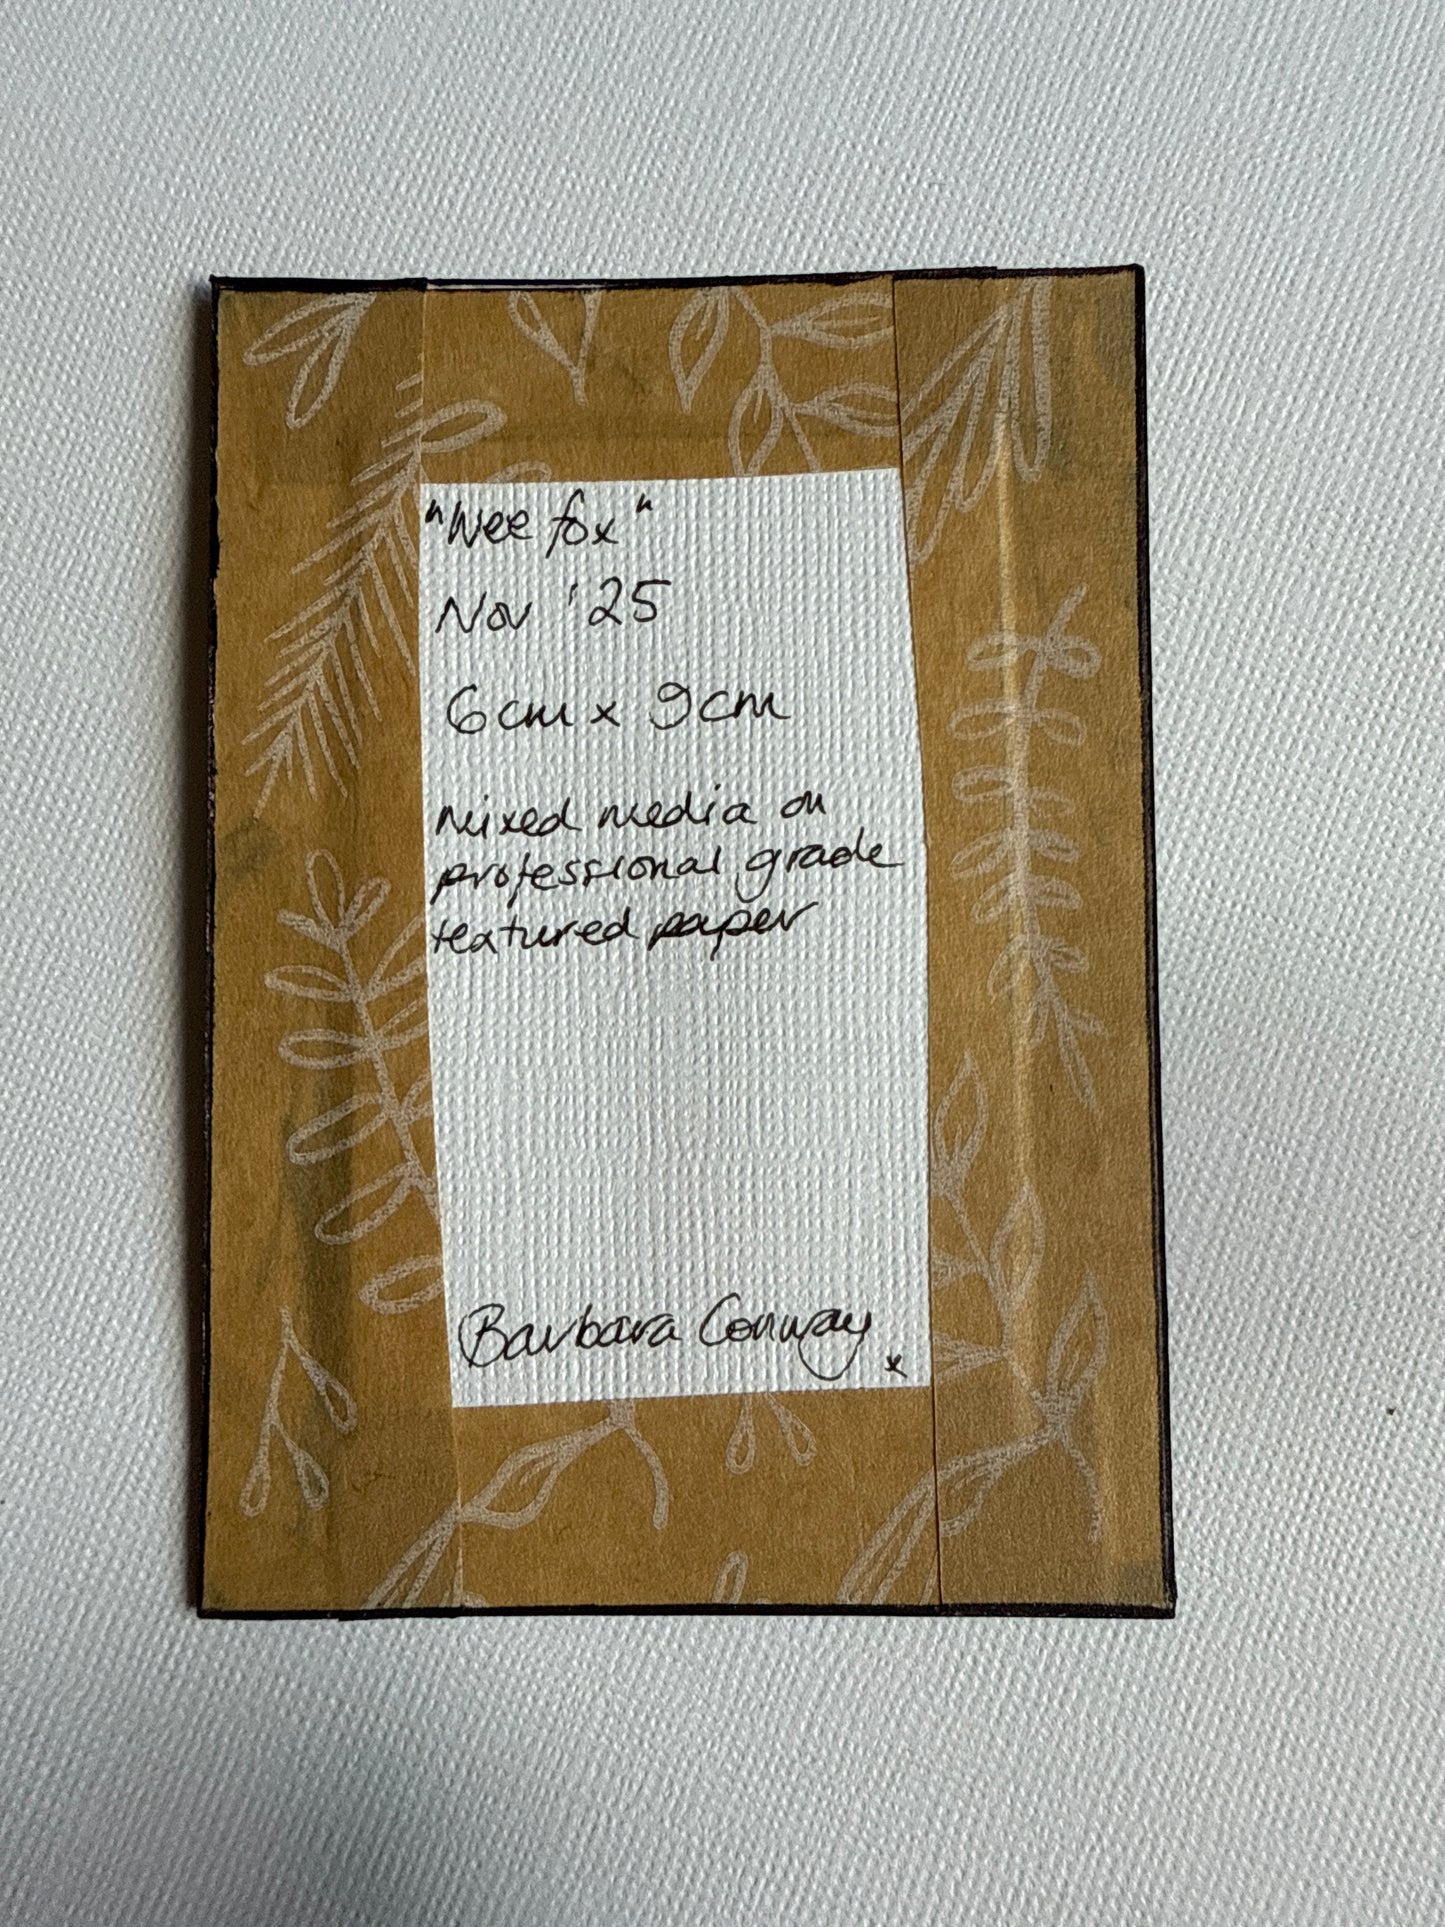 "Wee fox"
Nov '25
6cm x 9cm
mixed media on
professional grade
textured paper
Barbara Conway
x